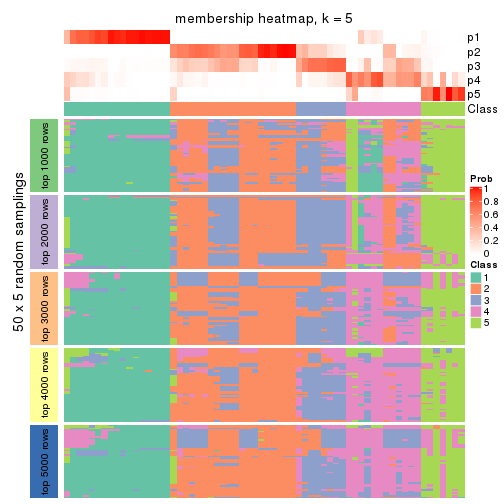 membership heatmap, k = 5
p1
p2
p3
p4
p5
Class
50 x 5 random samplings
top 1000 rows
top 2000 rows
top 3000 rows
top 4000 rows
top 5000 rows
Prob
1
0.8
0.6
0.4
0.2
0
Class
1
2
3
4
5